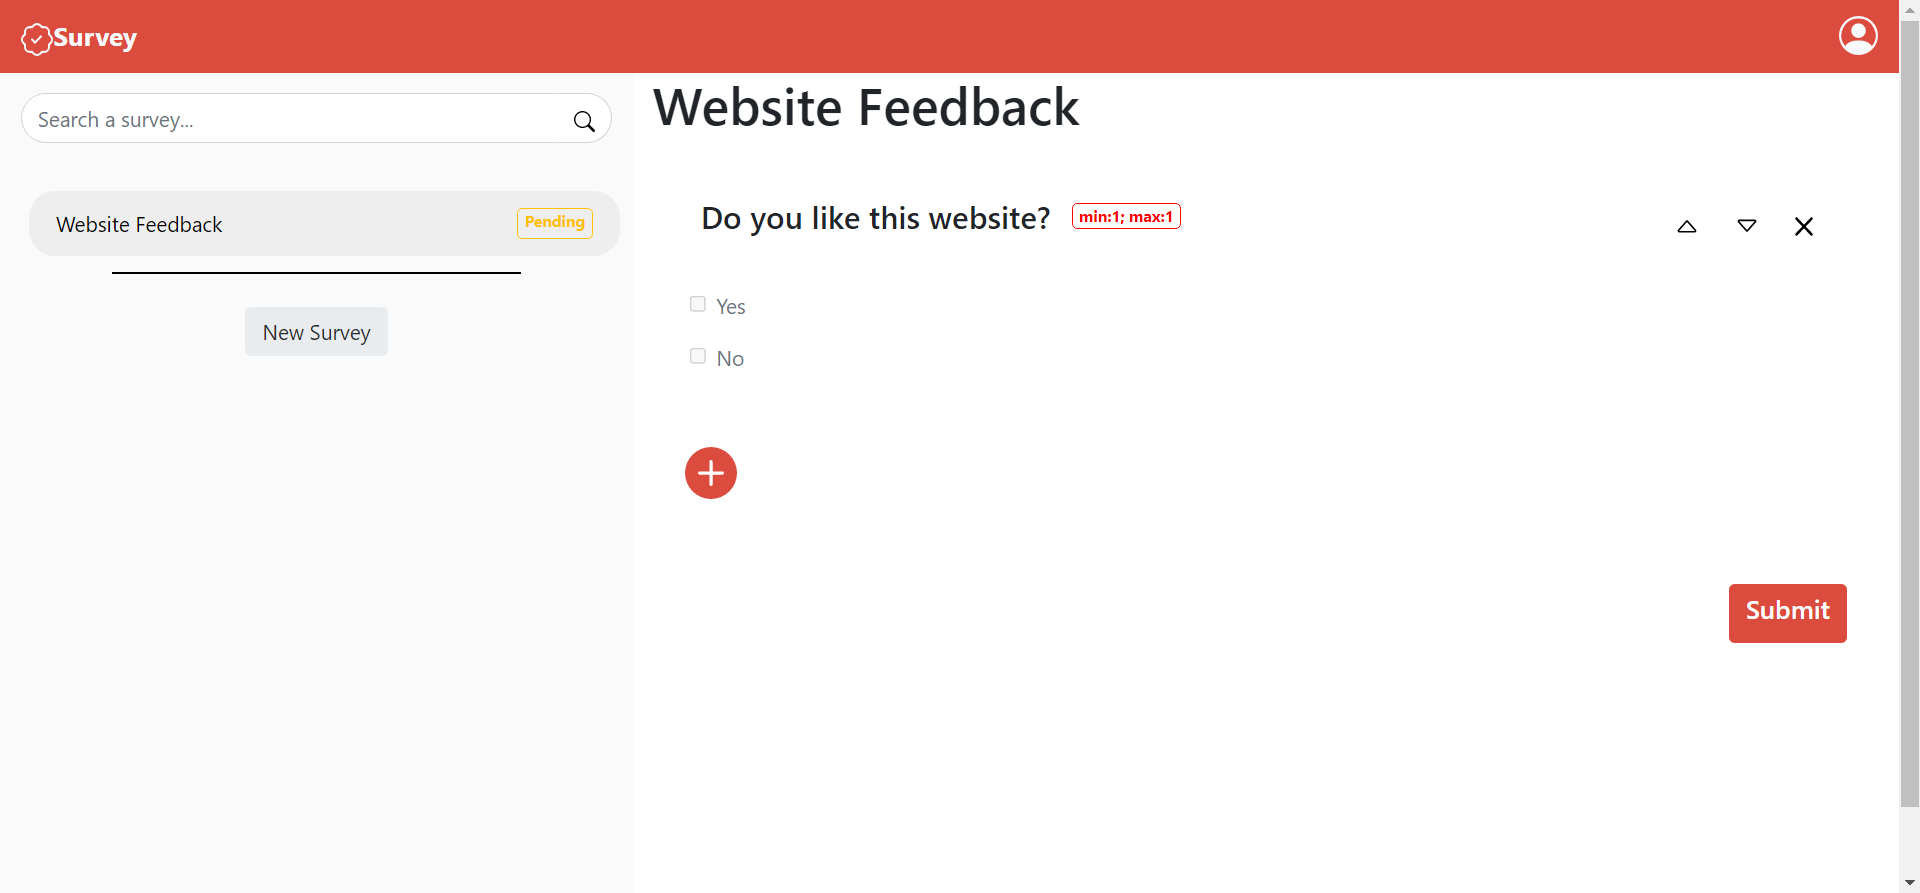 Survey
Search a survey...
Website Feedback
Pending
New Survey
Website Feedback
Do you like this website?
min:1; max:1
Yes
No
Submit